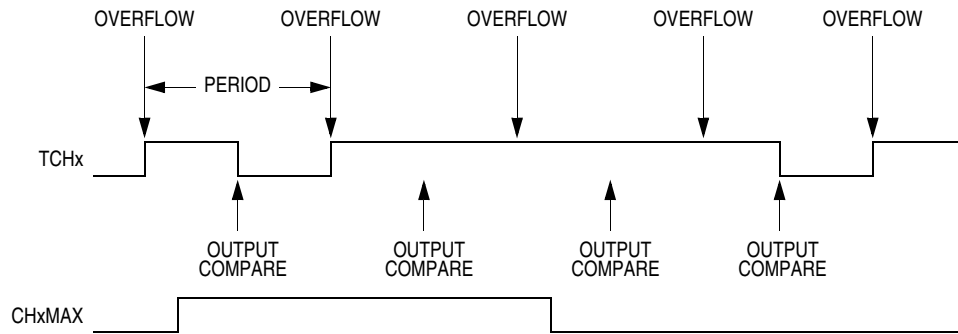 OVERFLOW OVERFLOW OVERFLOW OVERFLOW OVERFLOW
PERIOD
TCHx
OUTPUT COMPARE
OUTPUT COMPARE
OUTPUT COMPARE
OUTPUT COMPARE
CHxMAX